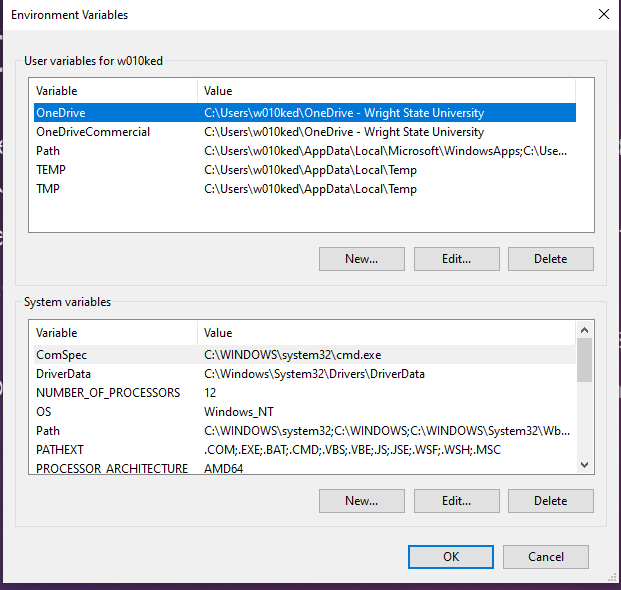 Environment Variables
User variables for w010ked
Variable Value
OneDrive C:\Users\w010ked\OneDrive - Wright State University
OneDriveCommercial C:\Users\w010ked\OneDrive - Wright State University
Path C:\Users\w010ked\AppData\Local\Microsoft\WindowsApps;C:\Use...
TEMP C:\Users\w010ked\AppData\Local\Temp
TMP C:\Users\w010ked\AppData\Local\Temp
New... Edit... Delete
System variables
Variable Value
ComSpec C:\WINDOWS\system32\cmd.exe
DriverData C:\Windows\System32\Drivers\DriverData
NUMBER_OF_PROCESSORS 12
OS Windows_NT
Path C:\WINDOWS\system32;C:\WINDOWS;C:\WINDOWS\System32\Wb...
PATHEXT .COM;.EXE;.BAT;.CMD;.VBS;.VBE;.JS;.JSE;.WSF;.WSH;.MSC
PROCESSOR_ARCHITECTURE AMD64
New... Edit... Delete
OK Cancel